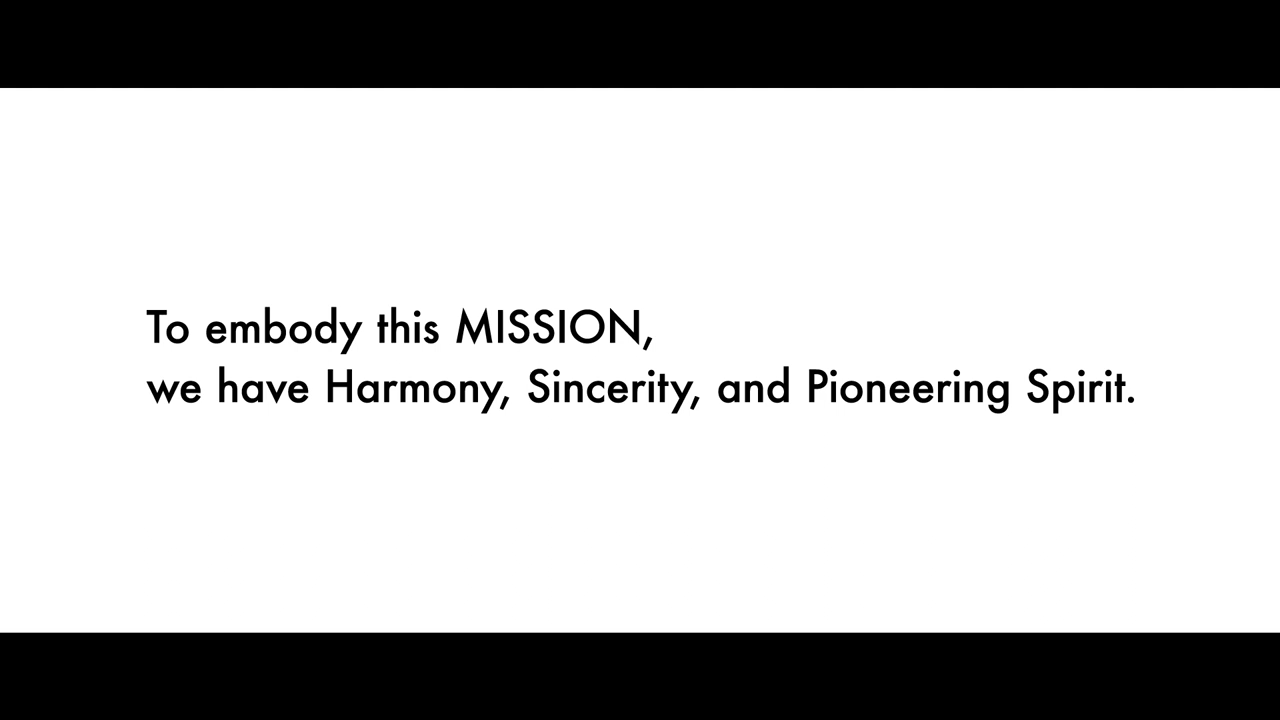 To embody this MISSION,
we have Harmony, Sincerity, and Pioneering Spirit.